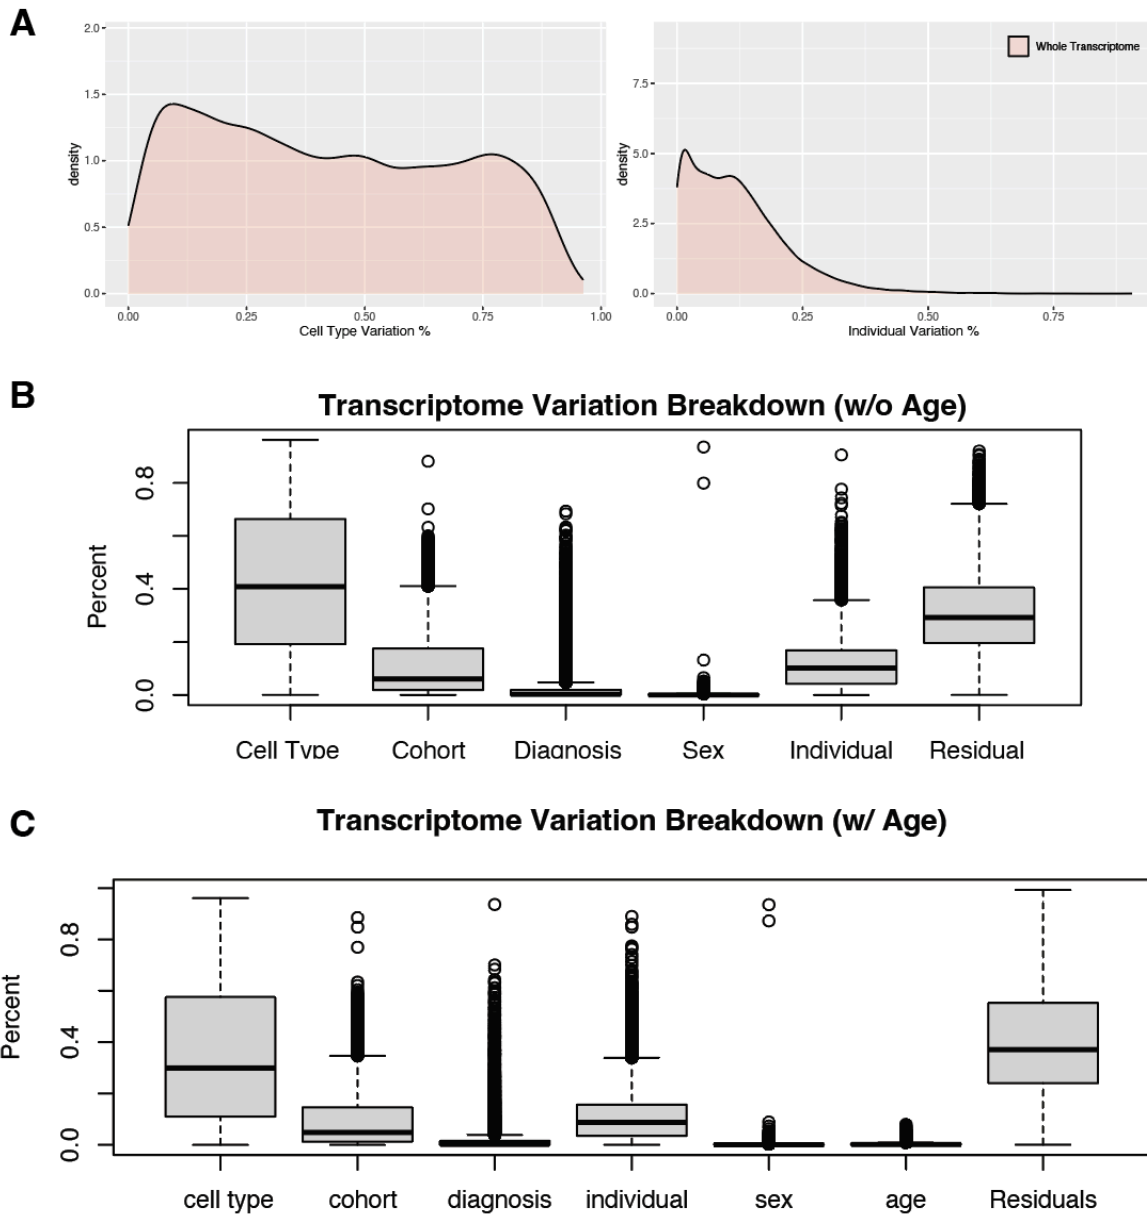 A
2.0
1.5
1.0
0.5
0.0
density
0.00 0.25 0.50 0.75 1.00
Cell Type Variation %
Whole Transcriptome
7.5
5.0
2.5
0.0
density
0.00 0.25 0.50 0.75
Individual Variation %
B
Transcriptome Variation Breakdown (w/o Age)
Percent
0.8
0.4
0.0
Cell Type Cohort Diagnosis Sex Individual Residual
C
Transcriptome Variation Breakdown (w/ Age)
Percent
0.8
0.4
0.0
cell type cohort diagnosis individual sex age Residuals